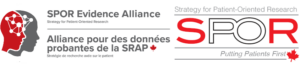 SPOR Evidence Alliance
Strategy for Patient-Oriented Research
Alliance pour des données
probantes de la SRAP
Stratégie de recherche axée sur le patient
Strategy for Patient-Oriented Research
SPOR
Putting Patients First